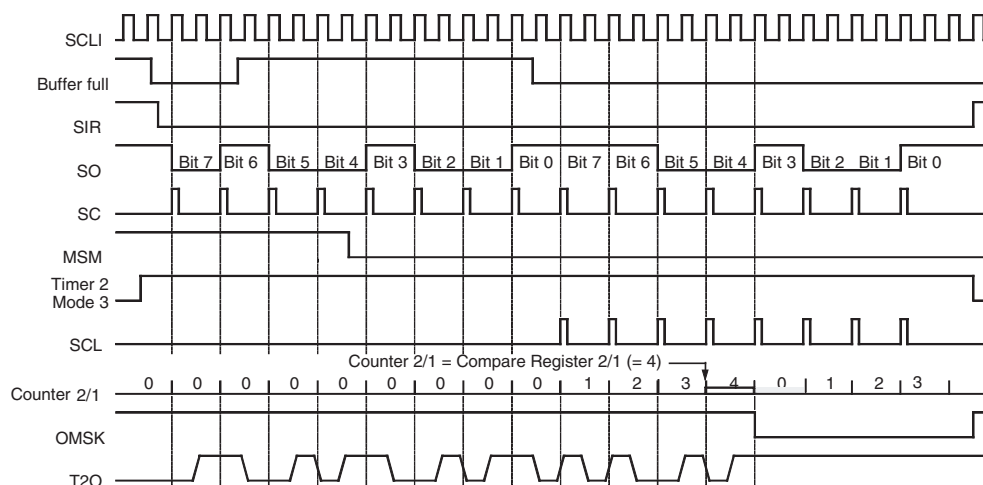 SCLI
Buffer full
SIR
SO
Bit 7 Bit 6 Bit 5 Bit 4 Bit 3 Bit 2 Bit 1 Bit 0 Bit 7 Bit 6 Bit 5 Bit 4 Bit 3 Bit 2 Bit 1 Bit 0
SC
MSM
Timer 2
Mode 3
SCL
Counter 2/1 = Compare Register 2/1 (= 4)
Counter 2/1
0 0 0 0 0 0 0 0 0 1 2 3 4 0 1 2 3
OMSK
T2O